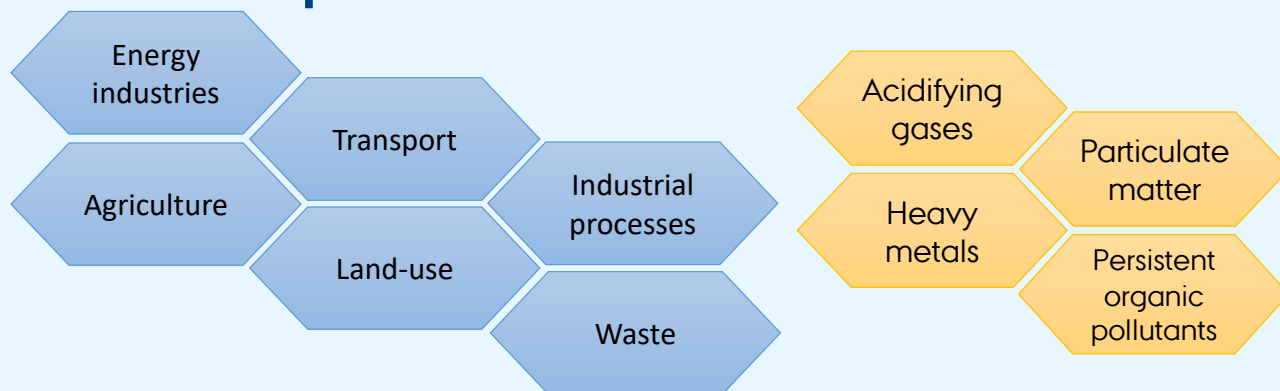 Energy
industries
Transport
Agriculture
Industrial
processes
Land-use
Waste
Acidifying
gases
Particulate
matter
Heavy
metals
Persistent
organic
pollutants